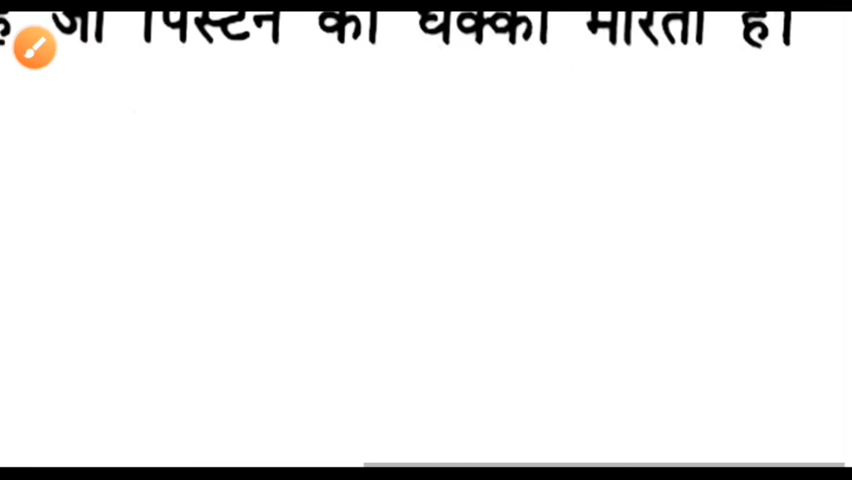 जो पिस्टन को धक्का मारता है।